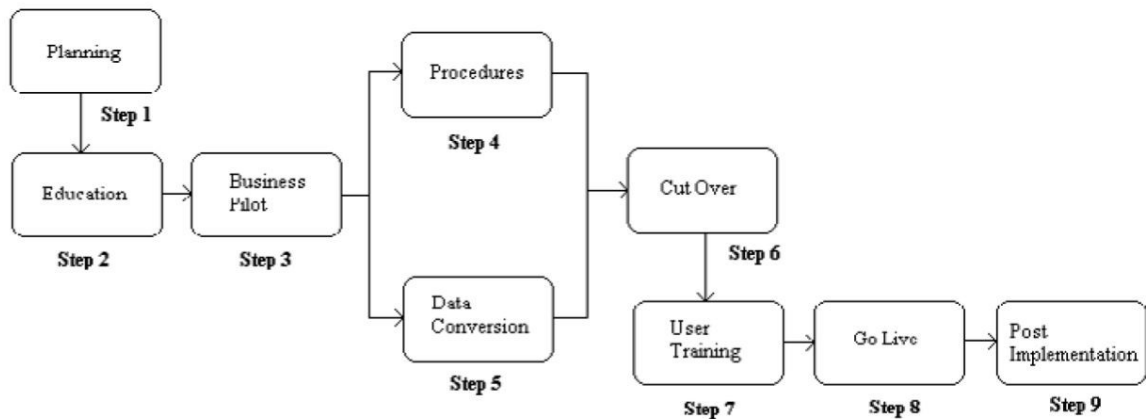 Planning
Step 1
Education
Step 2
Business
Pilot
Step 3
Procedures
Step 4
Data
Conversion
Step 5
Cut Over
Step 6
User
Training
Step 7
Go Live
Step 8
Post
Implementation
Step 9